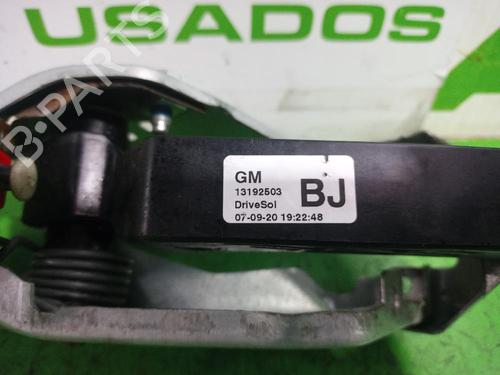 USADOS
B-PARTS
GM
13192503
BJ
DriveSol
07-09-20 19:22:48